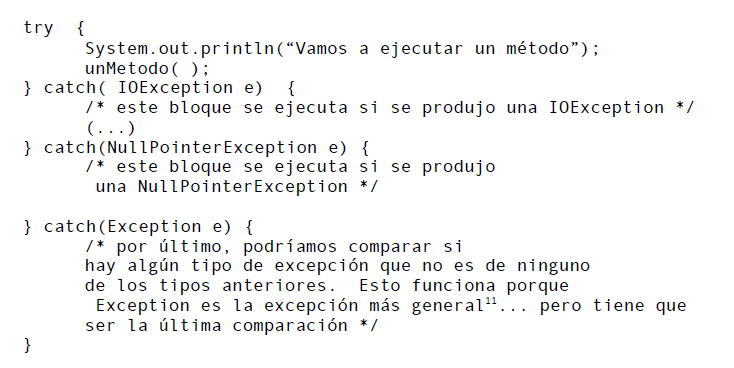 try  {
System.out.println(“Vamos a ejecutar un método”);
unMetodo( );
} catch( IOException e)  {
/* este bloque se ejecuta si se produjo una IOException */
(...)
} catch(NullPointerException e) {
/* este bloque se ejecuta si se produjo
una NullPointerException */
} catch(Exception e) {
/* por último, podríamos comparar si
hay algún tipo de excepción que no es de ninguno
de los tipos anteriores.  Esto funciona porque
Exception es la excepción más general¹¹... pero tiene que
ser la última comparación */
}